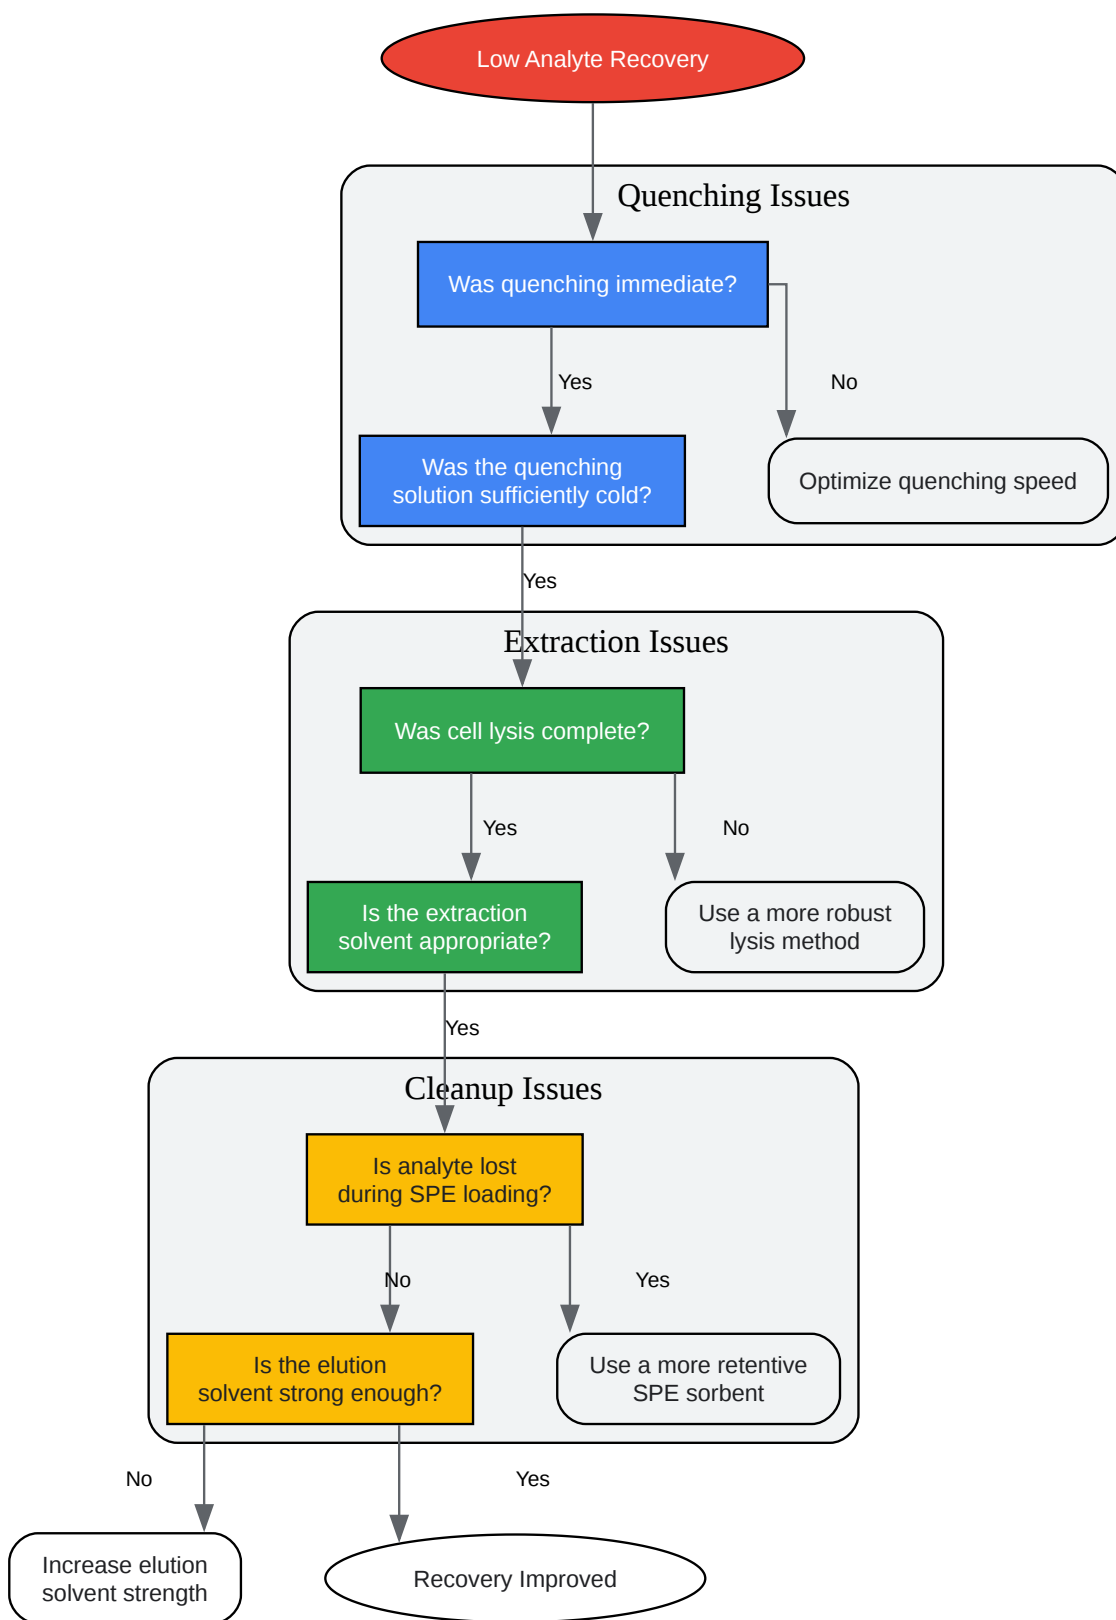 Low Analyte Recovery
Quenching Issues
Was quenching immediate?
Yes
No
Was the quenching
solution sufficiently cold?
Optimize quenching speed
Yes
Extraction Issues
Was cell lysis complete?
Yes
No
Is the extraction
solvent appropriate?
Use a more robust
lysis method
Yes
Cleanup Issues
Is analyte lost
during SPE loading?
No
Yes
Is the elution
solvent strong enough?
Use a more retentive
SPE sorbent
No
Yes
Increase elution
solvent strength
Recovery Improved